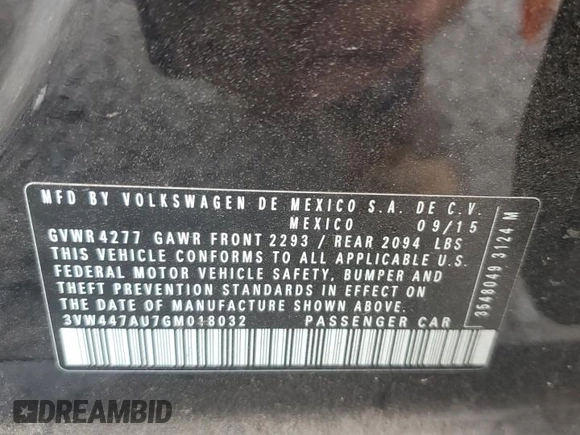 MFD BY VOLKSWAGEN DE MEXICO S.A. DE C.V.
MEXICO 09/15
GVWR 4277 GAWR FRONT 2293 / REAR 2094 LBS
THIS VEHICLE CONFORMS TO ALL APPLICABLE U.S.
FEDERAL MOTOR VEHICLE SAFETY, BUMPER AND
THEFT PREVENTION STANDARDS IN EFFECT ON
THE DATE OF MANUFACTURE SHOWN ABOVE.
3VW447AU7GM018032 PASSENGER CAR
3648049 3124 M
DREAMBID